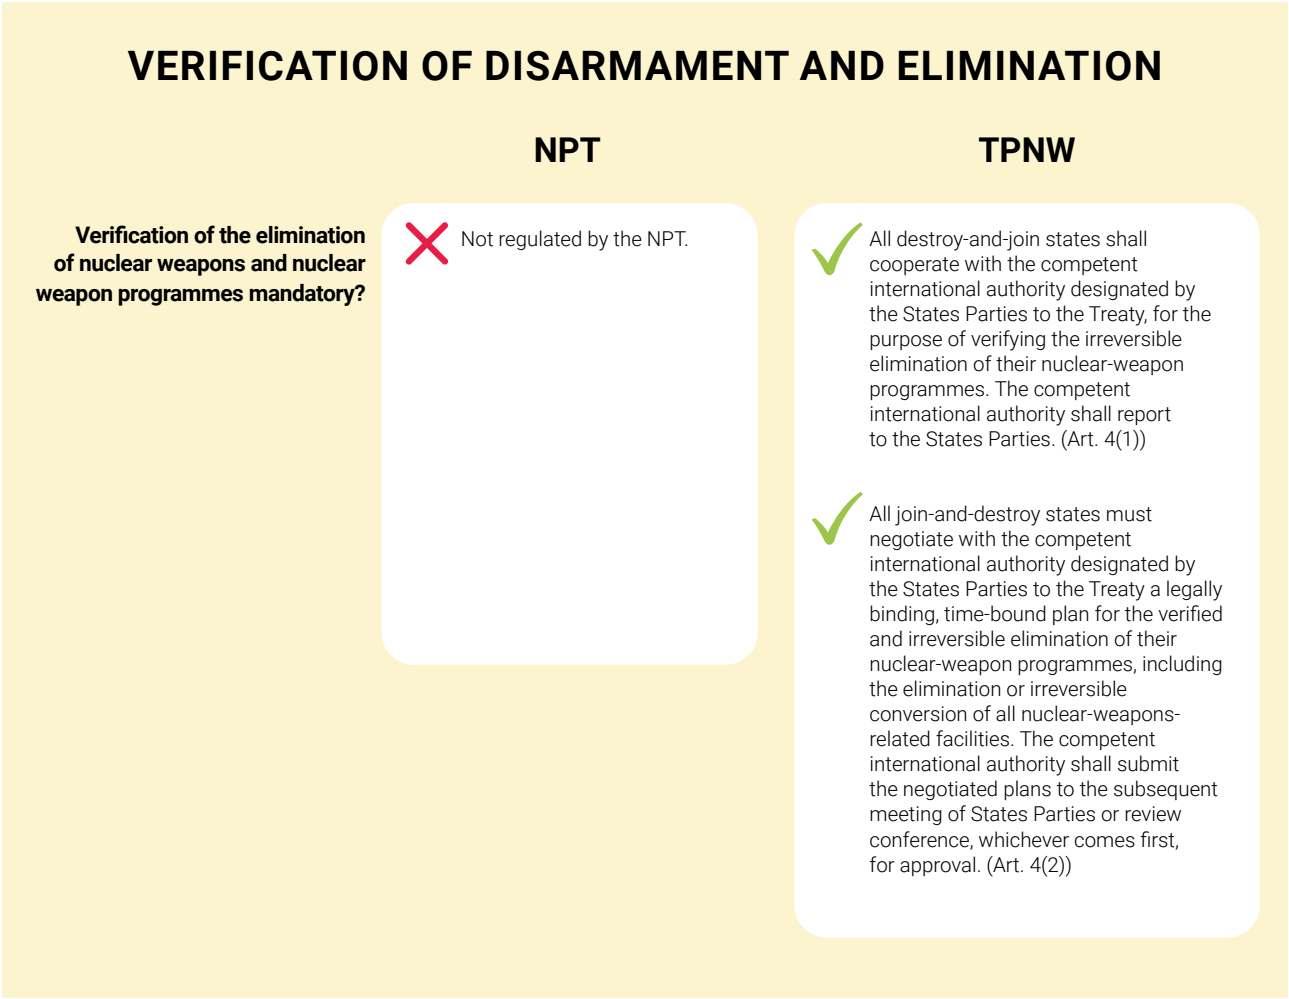 VERIFICATION OF DISARMAMENT AND ELIMINATION
NPT
TPNW
Verification of the elimination
of nuclear weapons and nuclear
weapon programmes mandatory?
Not regulated by the NPT.
All destroy-and-join states shall
cooperate with the competent
international authority designated by
the States Parties to the Treaty, for the
purpose of verifying the irreversible
elimination of their nuclear-weapon
programmes. The competent
international authority shall report
to the States Parties. (Art. 4(1))
All join-and-destroy states must
negotiate with the competent
international authority designated by
the States Parties to the Treaty a legally
binding, time-bound plan for the verified
and irreversible elimination of their
nuclear-weapon programmes, including
the elimination or irreversible
conversion of all nuclear-weapons-
related facilities. The competent
international authority shall submit
the negotiated plans to the subsequent
meeting of States Parties or review
conference, whichever comes first,
for approval. (Art. 4(2))